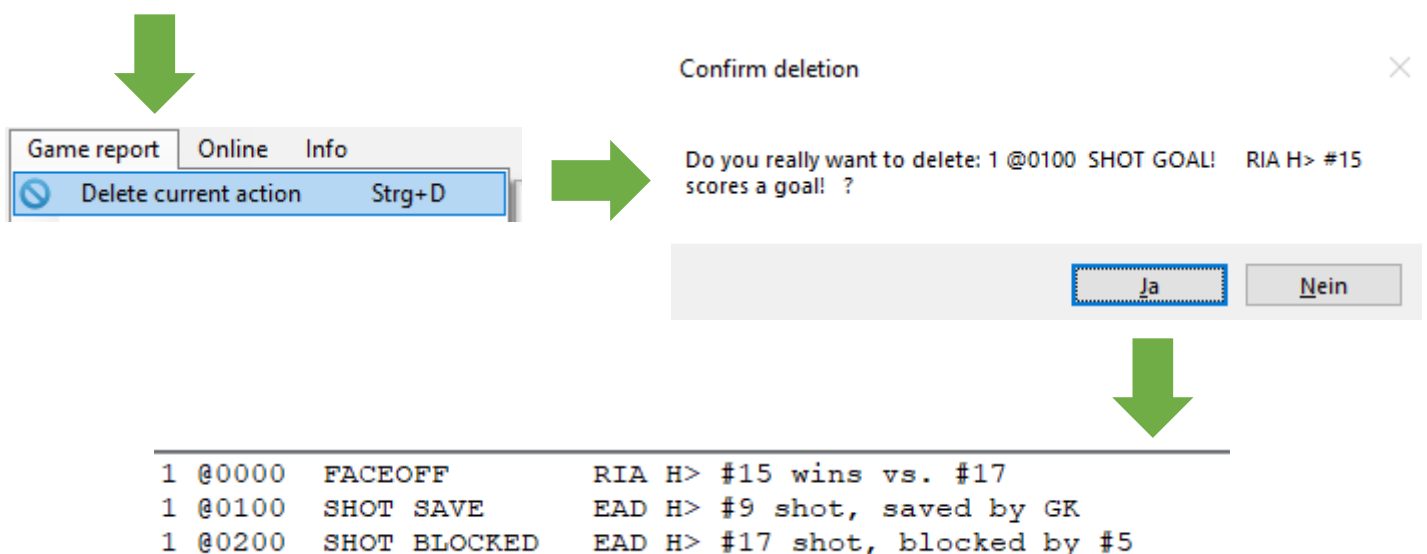 Confirm deletion
Game report Online Info
Delete current action Strg+D
Do you really want to delete: 1 @0100 SHOT GOAL! RIA H> #15
scores a goal! ?
Ja Nein
1 @0000 FACEOFF RIA H> #15 wins vs. #17
1 @0100 SHOT SAVE EAD H> #9 shot, saved by GK
1 @0200 SHOT BLOCKED EAD H> #17 shot, blocked by #5